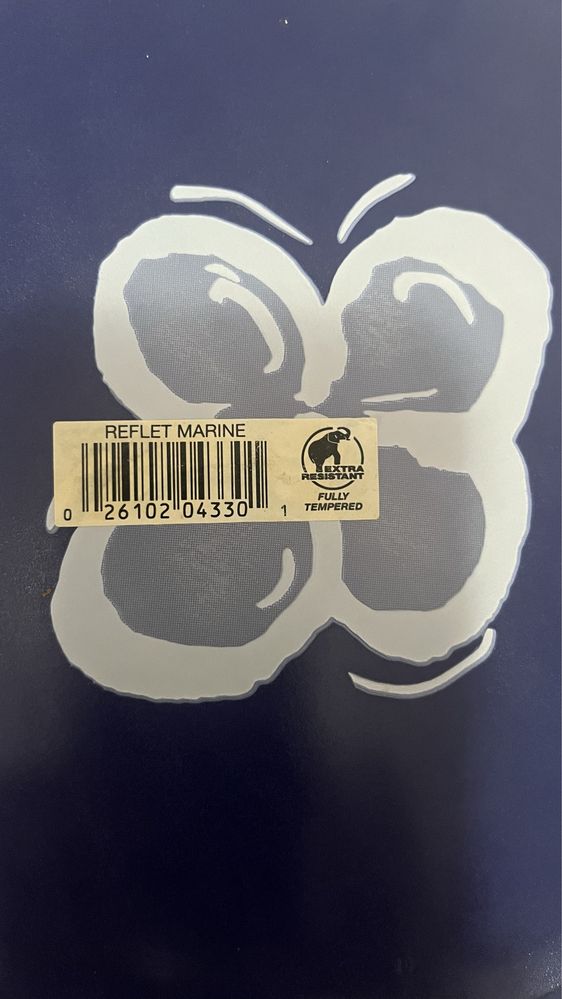 REFLET MARINE
0 26102 04330 1
EXTRA
RESISTANT
FULLY
TEMPERED